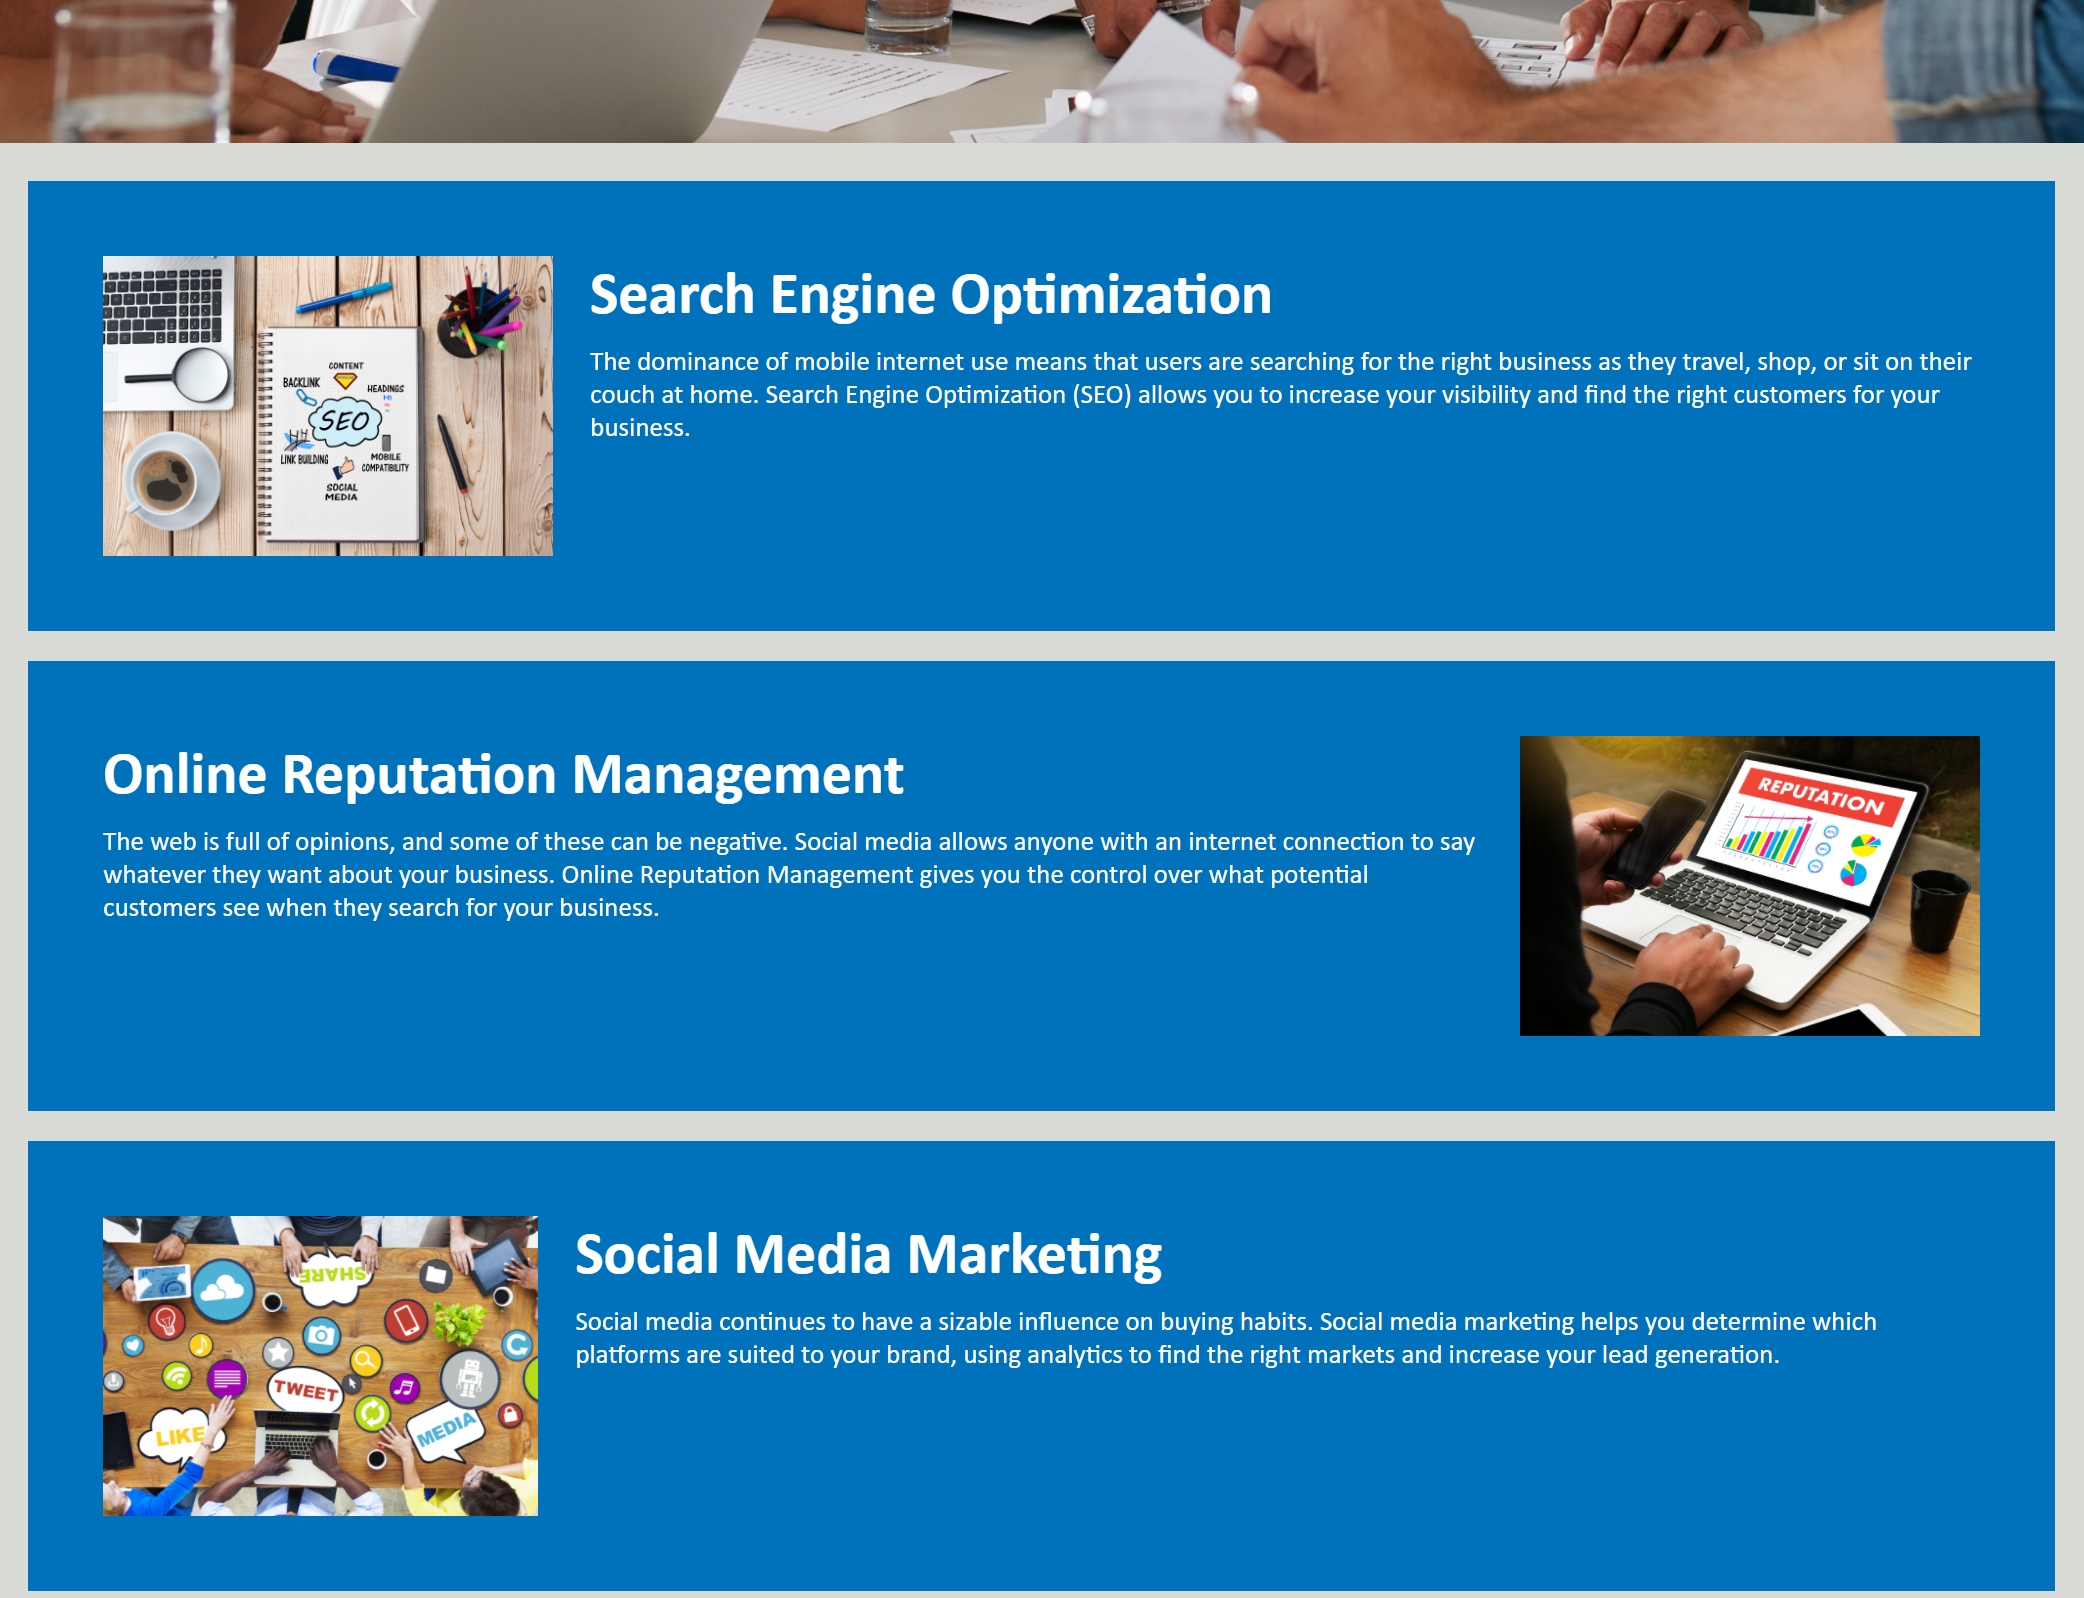 Search Engine Optimization
The dominance of mobile internet use means that users are searching for the right business as they travel, shop, or sit on their
couch at home. Search Engine Optimization (SEO) allows you to increase your visibility and find the right customers for your
business.
CONTENT
BACKLINK
HEADINGS
H1
SEO
LINK BUILDING
MOBILE
COMPATIBILITY
SOCIAL
MEDIA
Online Reputation Management
The web is full of opinions, and some of these can be negative. Social media allows anyone with an internet connection to say
whatever they want about your business. Online Reputation Management gives you the control over what potential
customers see when they search for your business.
REPUTATION
Social Media Marketing
Social media continues to have a sizable influence on buying habits. Social media marketing helps you determine which
platforms are suited to your brand, using analytics to find the right markets and increase your lead generation.
SHARE
TWEET
LIKE
MEDIA